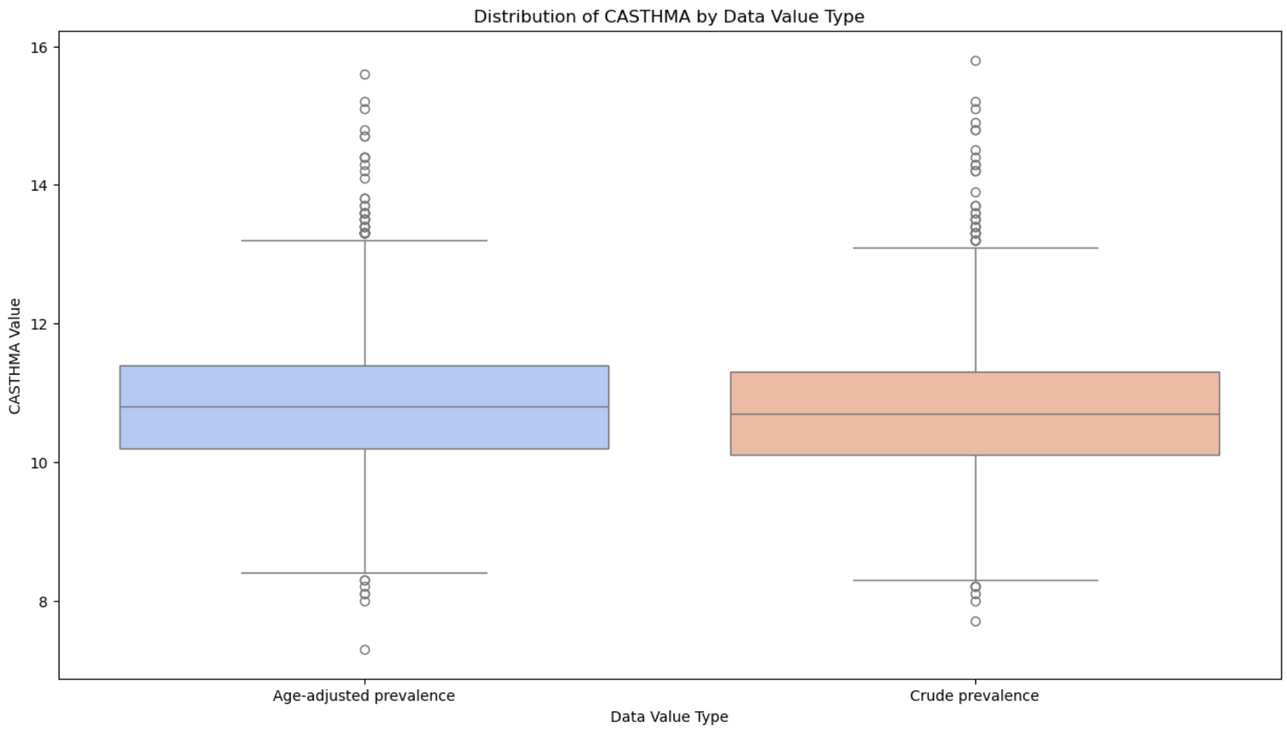 Distribution of CASTHMA by Data Value Type
16
14
12
10
8
CASTHMA Value
Age-adjusted prevalence
Crude prevalence
Data Value Type